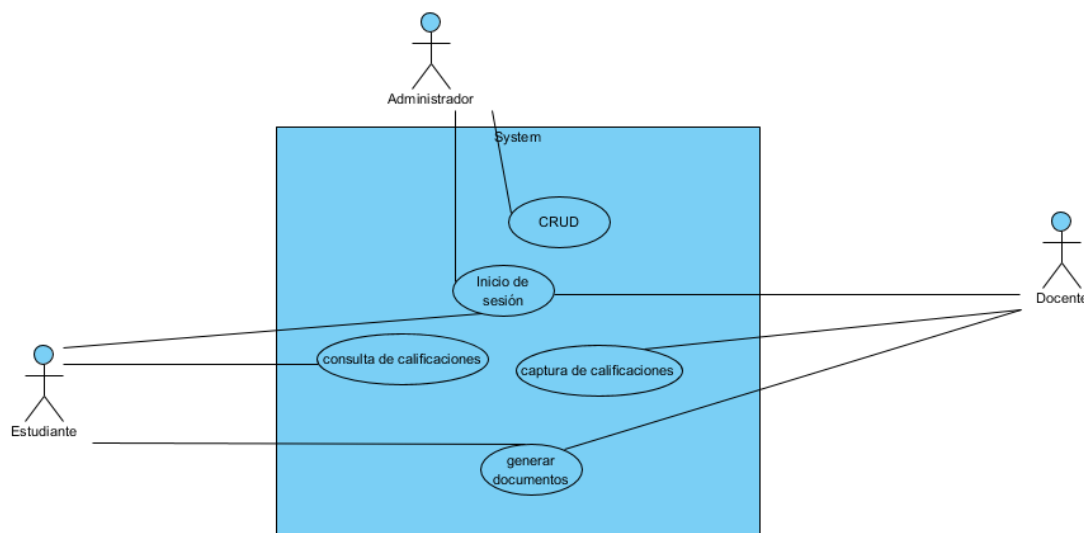 Administrador
System
CRUD
Docente
Inicio de
sesión
consulta de calificaciones
captura de calificaciones
Estudiante
generar
documentos